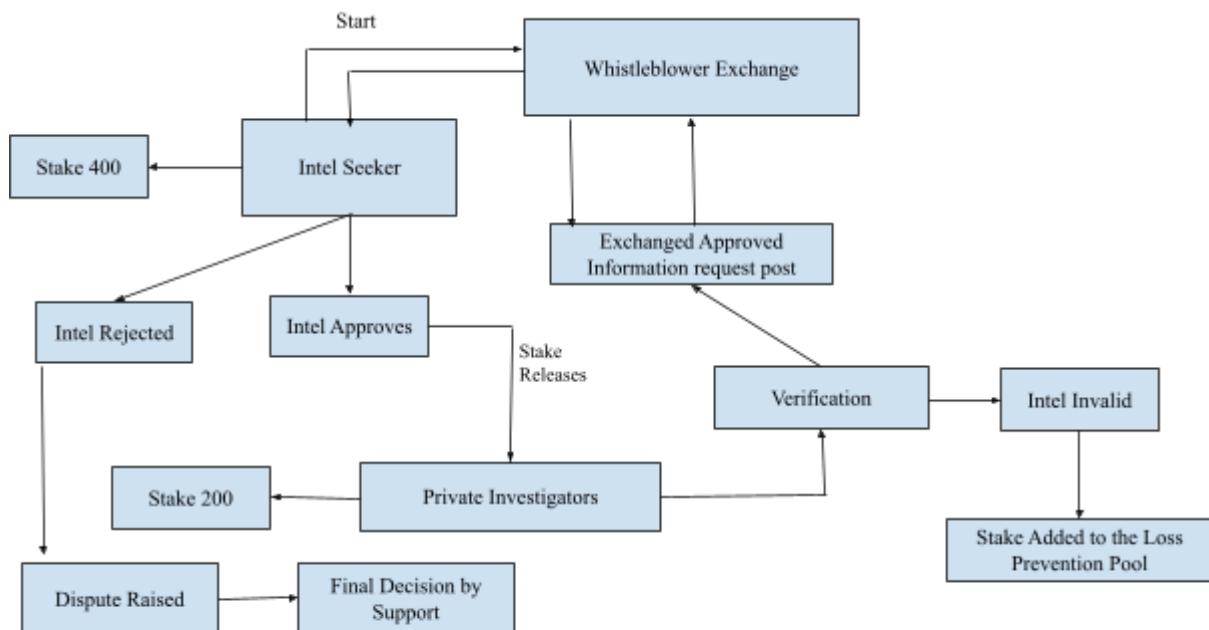 Start
Whistleblower Exchange
Stake 400
Intel Seeker
Exchanged Approved
Information request post
Intel Rejected
Intel Approves
Stake
Releases
Verification
Intel Invalid
Stake 200
Private Investigators
Stake Added to the Loss
Prevention Pool
Dispute Raised
Final Decision by
Support